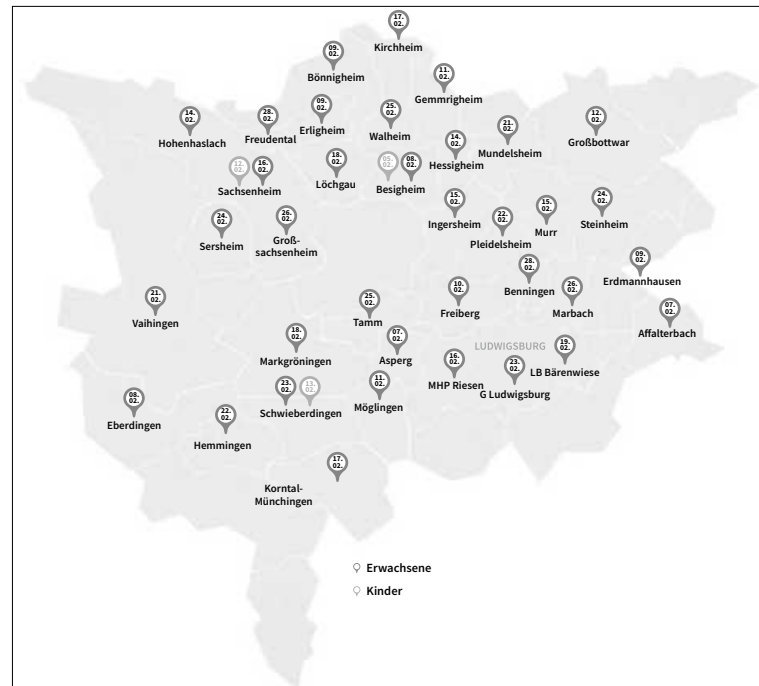 17.
02.
Kirchheim
09.
02.
Bönnigheim
11.
02.
Gemmrigheim
14.
02.
Hohenhaslach
28.
02.
Freudental
09.
02.
Erligheim
25.
02.
Walheim
14.
02.
Hessigheim
21.
02.
Mundelsheim
12.
02.
Großbottwar
12.
02.
16.
02.
Sachsenheim
18.
02.
Löchgau
05.
02.
08.
02.
Besigheim
24.
02.
Sersheim
26.
02.
Groß-
sachsenheim
15.
02.
Ingersheim
22.
02.
Pleidelsheim
15.
02.
Murr
24.
02.
Steinheim
09.
02.
Erdmannhausen
28.
02.
Benningen
26.
02.
Marbach
07.
02.
Affalterbach
21.
02.
Vaihingen
25.
02.
Tamm
10.
02.
Freiberg
18.
02.
Markgröningen
07.
02.
Asperg
LUDWIGSBURG
16.
02.
MHP Riesen
23.
02.
G Ludwigsburg
19.
02.
LB Bärenwiese
08.
02.
Eberdingen
22.
02.
Hemmingen
23.
02.
13.
02.
Schwieberdingen
11.
02.
Möglingen
17.
02.
Korntal-
Münchingen
Erwachsene
Kinder